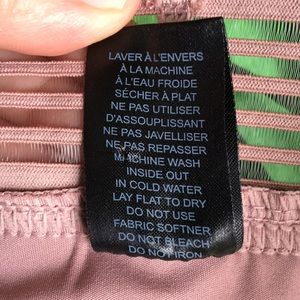 LAVER À L'ENVERS
À LA MACHINE
À L'EAU FROIDE
SÉCHER À PLAT
NE PAS UTILISER
D'ASSOUPLISSANT
NE PAS JAVELLISER
NE PAS REPASSER
MACHINE WASH
INSIDE OUT
IN COLD WATER
LAY FLAT TO DRY
DO NOT USE
FABRIC SOFTNER
DO NOT BLEACH
DO NOT IRON